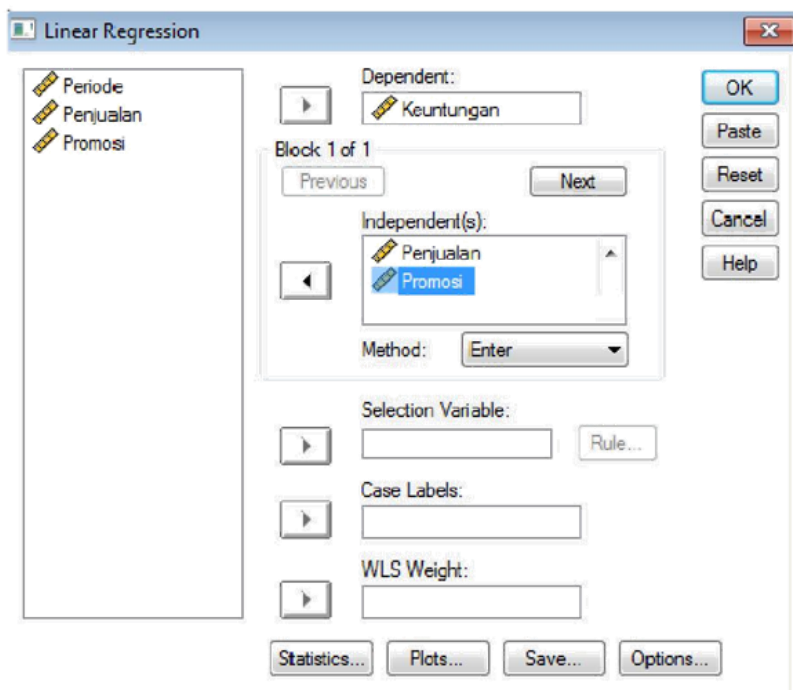 Linear Regression
Periode
Penjualan
Promosi
Dependent:
Keuntungan
Block 1 of 1
Previous
Next
Independent(s):
Penjualan
Promosi
Method:
Enter
Selection Variable:
Rule...
Case Labels:
WLS Weight:
Statistics...
Plots...
Save...
Options...
OK
Paste
Reset
Cancel
Help